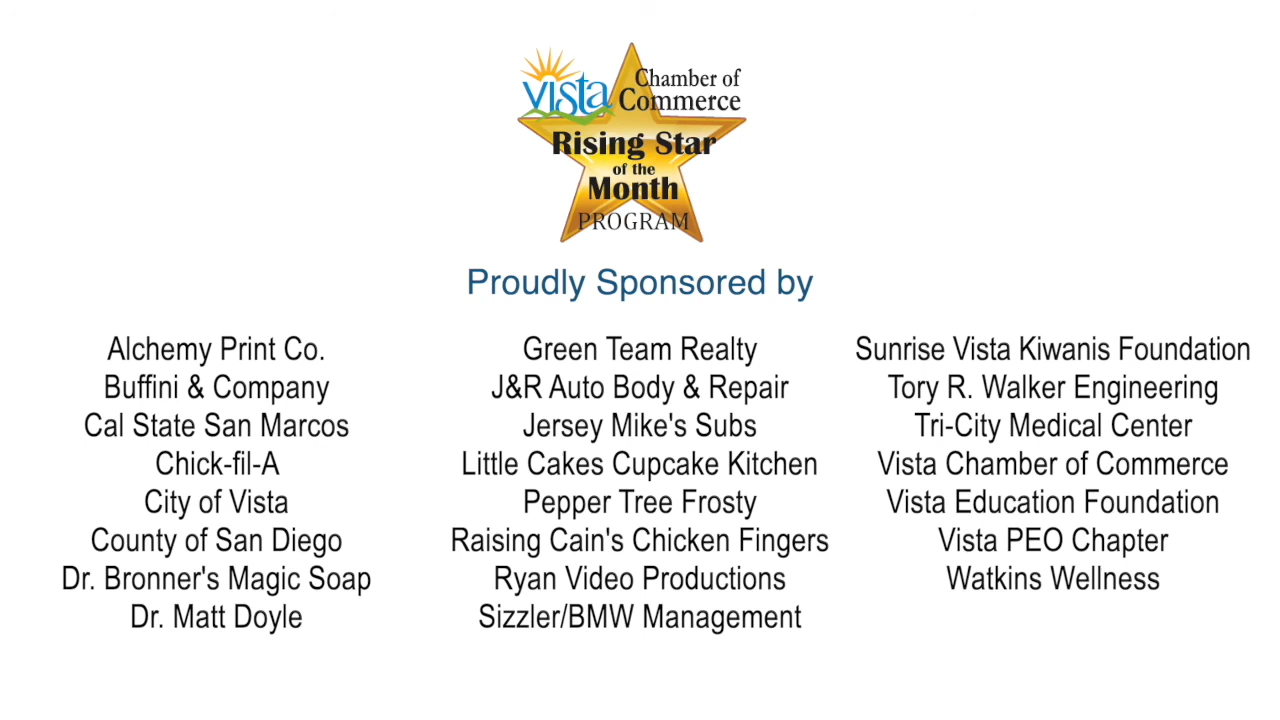 vista Chamber of
Commerce
Rising Star
of the
Month
PROGRAM
Proudly Sponsored by
Alchemy Print Co.
Buffini & Company
Cal State San Marcos
Chick-fil-A
City of Vista
County of San Diego
Dr. Bronner's Magic Soap
Dr. Matt Doyle
Green Team Realty
J&R Auto Body & Repair
Jersey Mike's Subs
Little Cakes Cupcake Kitchen
Pepper Tree Frosty
Raising Cain's Chicken Fingers
Ryan Video Productions
Sizzler/BMW Management
Sunrise Vista Kiwanis Foundation
Tory R. Walker Engineering
Tri-City Medical Center
Vista Chamber of Commerce
Vista Education Foundation
Vista PEO Chapter
Watkins Wellness